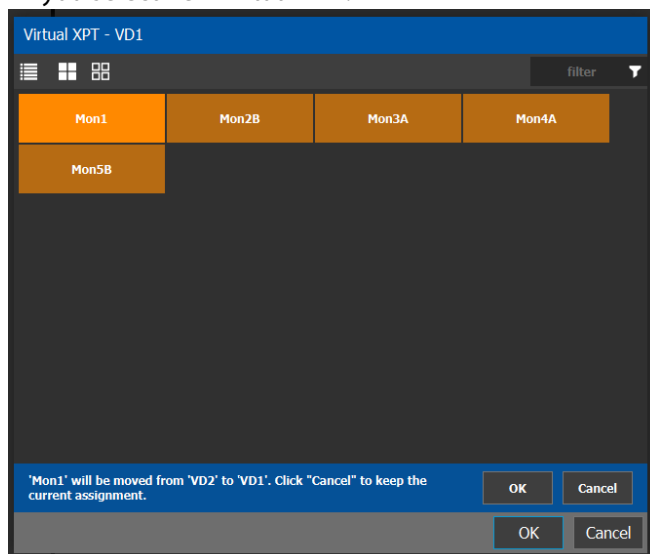 Virtual XPT - VD1
filter
Mon1 Mon2B Mon3A Mon4A
Mon5B
'Mon1' will be moved from 'VD2' to 'VD1'. Click "Cancel" to keep the
current assignment.
OK Cancel
OK Cancel